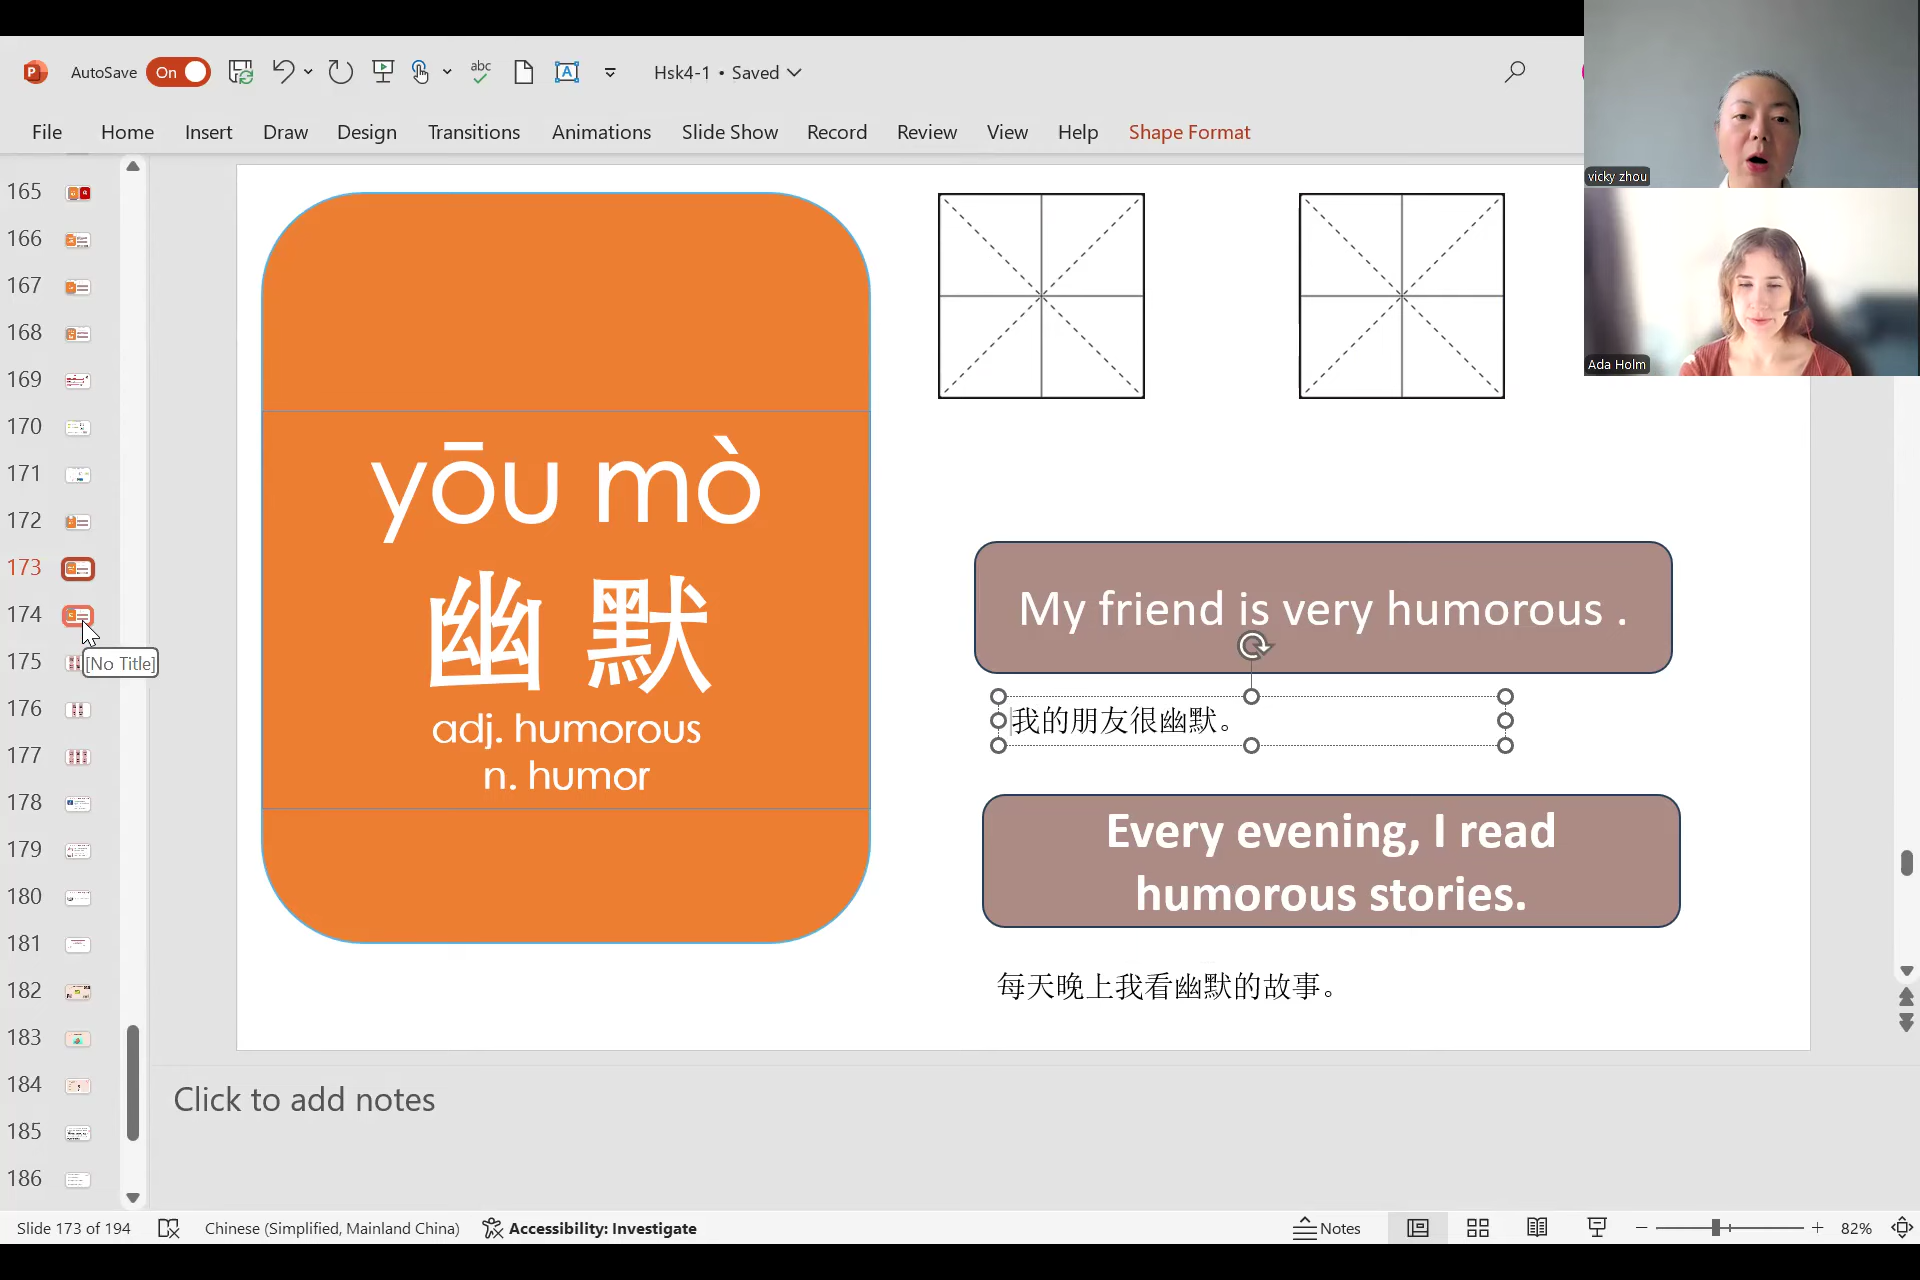 AutoSave On Hsk4-1 • Saved
File Home Insert Draw Design Transitions Animations Slide Show Record Review View Help Shape Format
vicky zhou
Ada Holm
165
166
167
168
169
170
171
172
173
174
175
[No Title]
176
177
178
179
180
181
182
183
184
185
186
yōu mò
幽默
adj. humorous
n. humor
My friend is very humorous .
我的朋友很幽默。
Every evening, I read
humorous stories.
每天晚上我看幽默的故事。
Click to add notes
Slide 173 of 194 Chinese (Simplified, Mainland China) Accessibility: Investigate Notes 82%